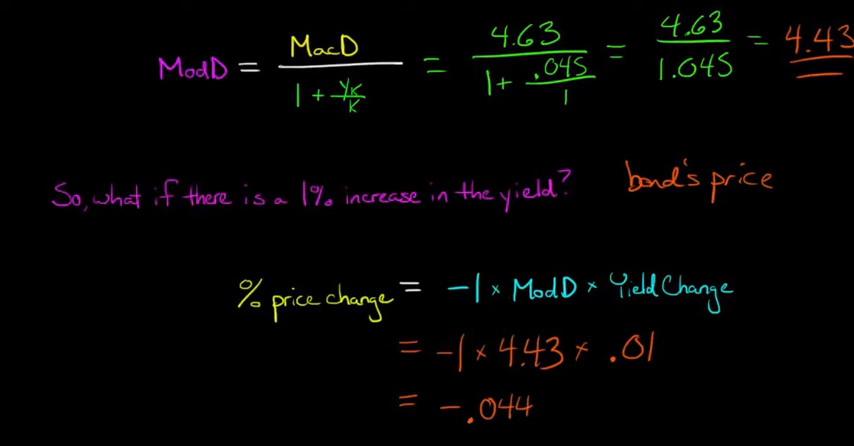 ModD = MacD / (1 + yₖ/k) = 4.63 / (1 + .045/1) = 4.63 / 1.045 = 4.43
So, what if there is a 1% increase in the yield? bond's price
% price change = -1 × ModD × Yield Change
= -1 × 4.43 × .01
= -.044